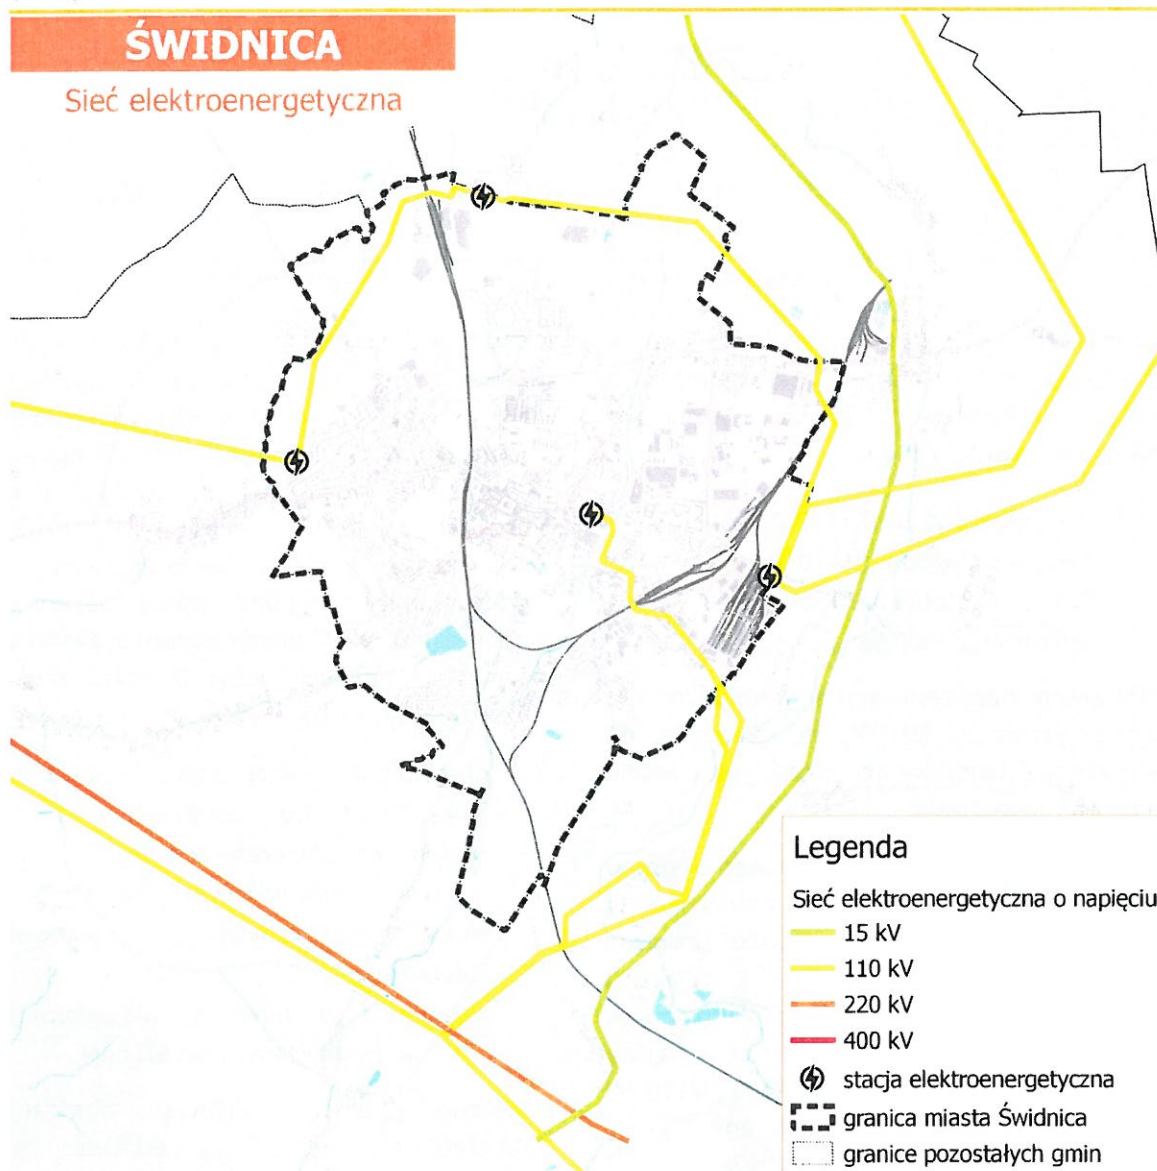 ŚWIDNICA
Sieć elektroenergetyczna
Legenda
Sieć elektroenergetyczna o napięciu
15 kV
110 kV
220 kV
400 kV
stacja elektroenergetyczna
granica miasta Świdnica
granice pozostałych gmin